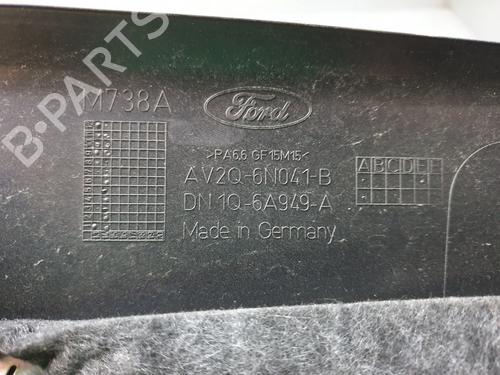 B-PARTS
M738A
Ford
>PA6.6 GF15M15<
AV2Q-6N041-B
DN1Q-6A949-A
Made in Germany
ABCDEF